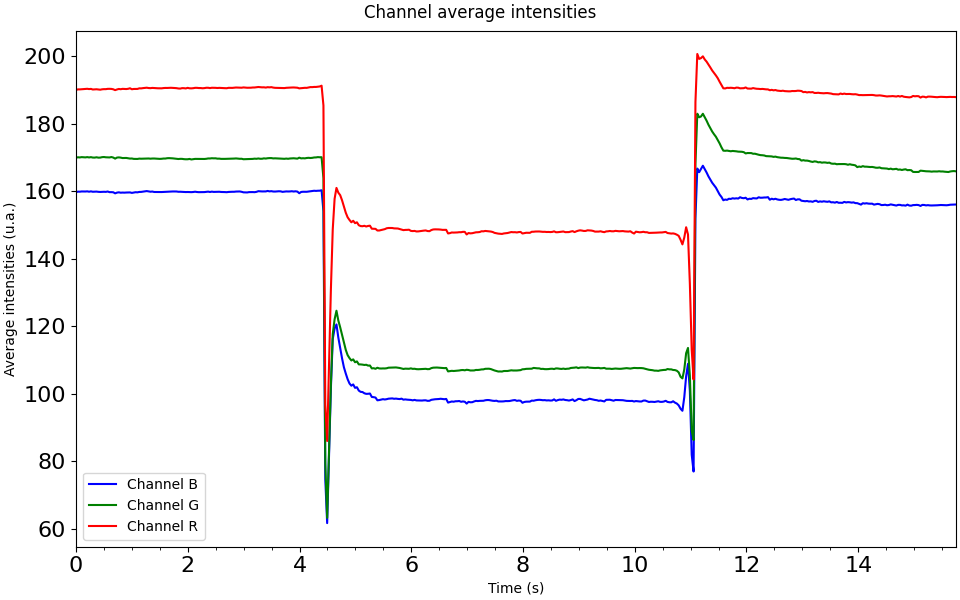 Channel average intensities
200
180
160
140
120
100
80
60
Average intensities (u.a.)
Channel B
Channel G
Channel R
0 2 4 6 8 10 12 14
Time (s)